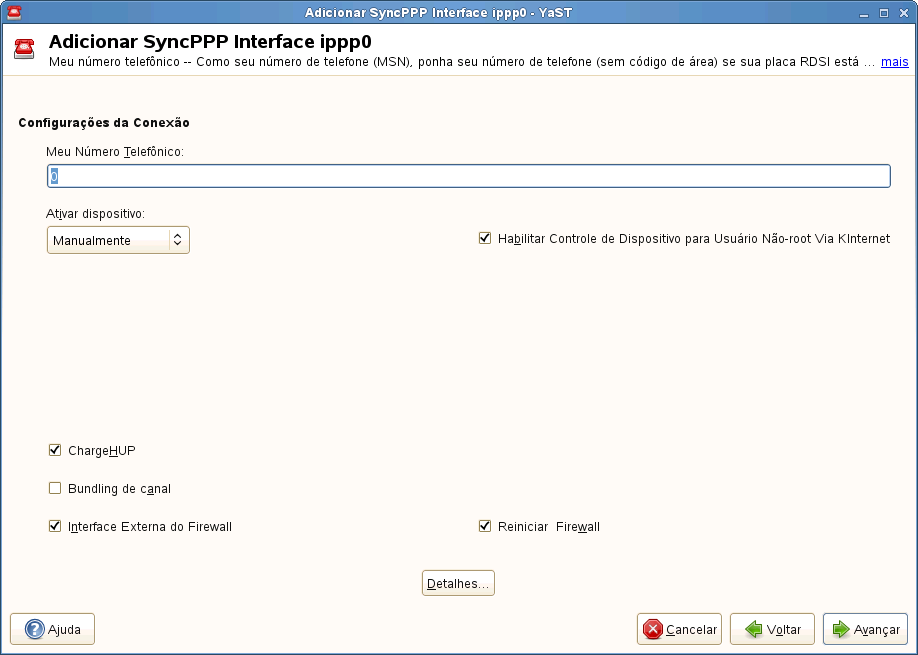 Adicionar SyncPPP Interface ippp0 - YaST
Adicionar SyncPPP Interface ippp0
Meu número telefônico -- Como seu número de telefone (MSN), ponha seu número de telefone (sem código de área) se sua placa RDSI está ... mais
Configurações da Conexão
Meu Número Telefônico:
0
Ativar dispositivo:
Manualmente
Habilitar Controle de Dispositivo para Usuário Não-root Via KInternet
ChargeHUP
Bundling de canal
Interface Externa do Firewall
Reiniciar Firewall
Detalhes...
Ajuda
Cancelar
Voltar
Avançar